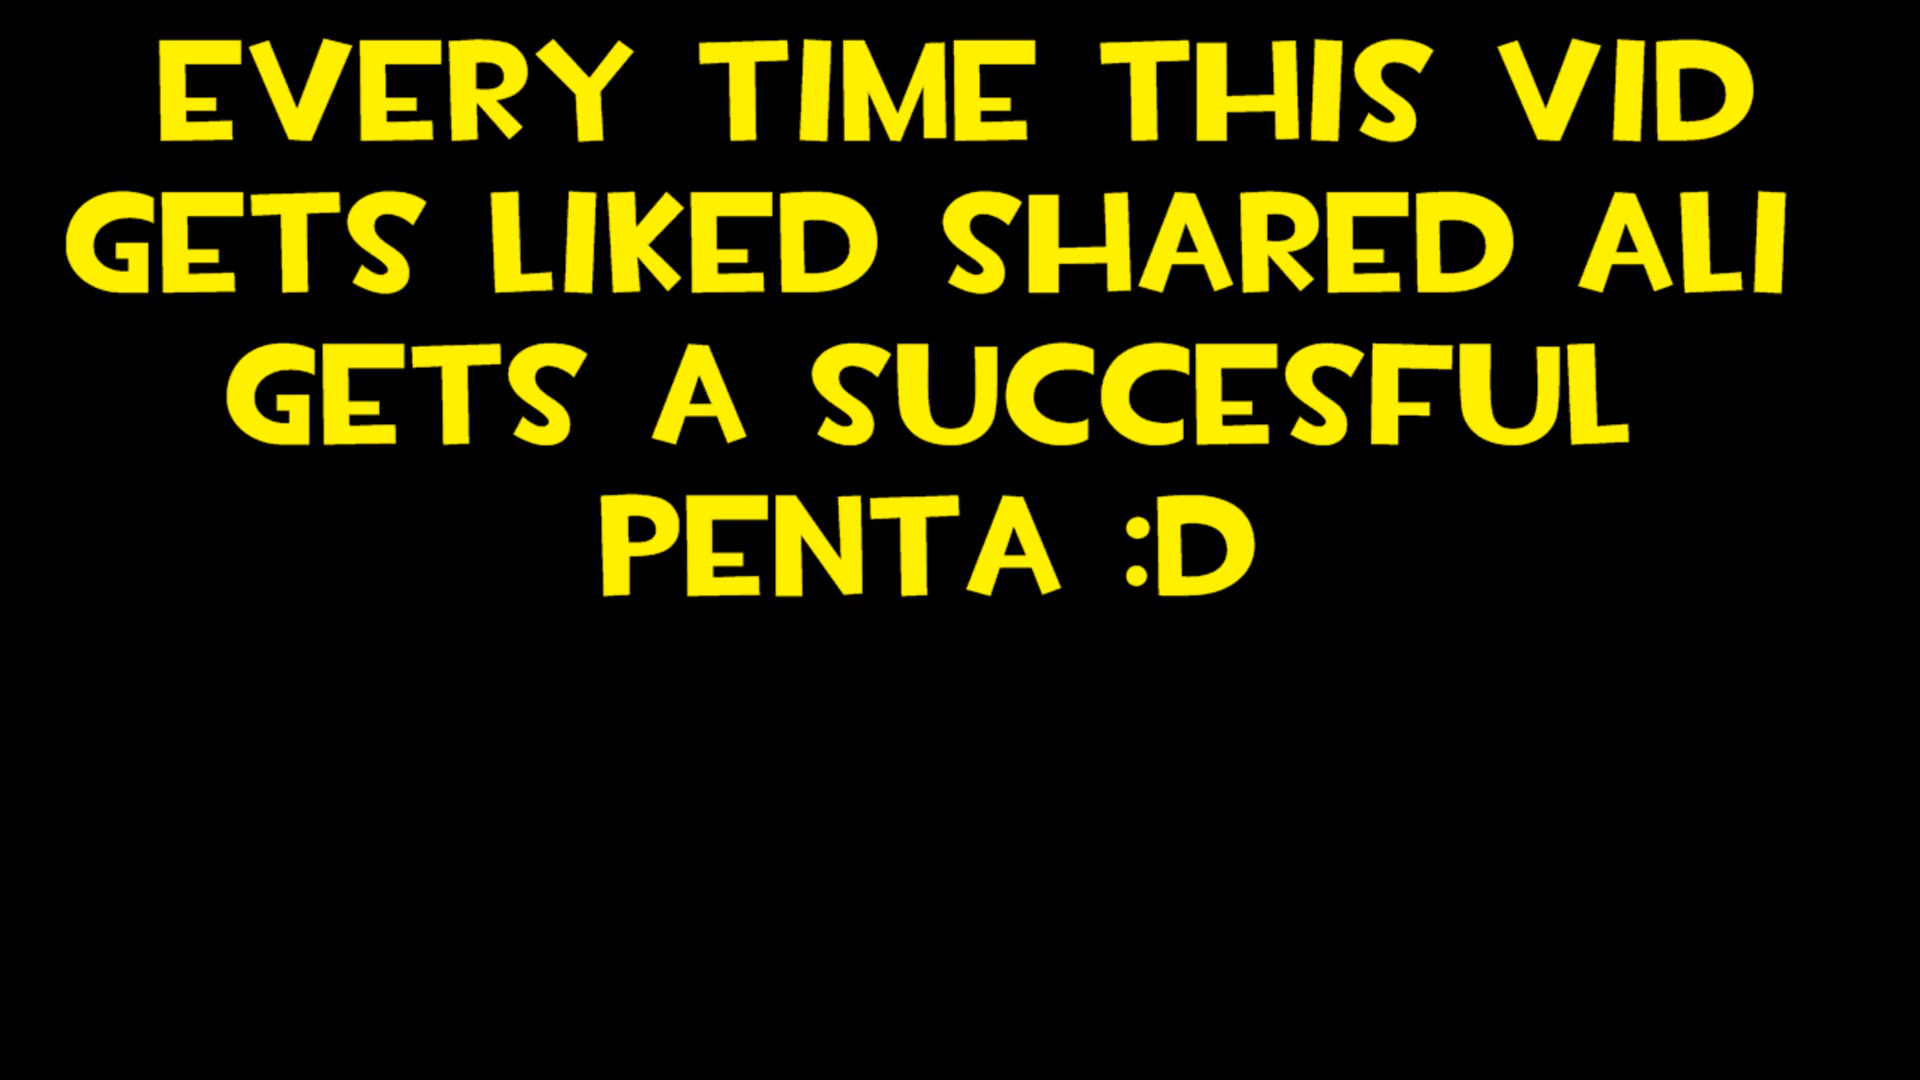 EVERY TIME THIS VID
GETS LIKED SHARED ALI
GETS A SUCCESFUL
PENTA :D